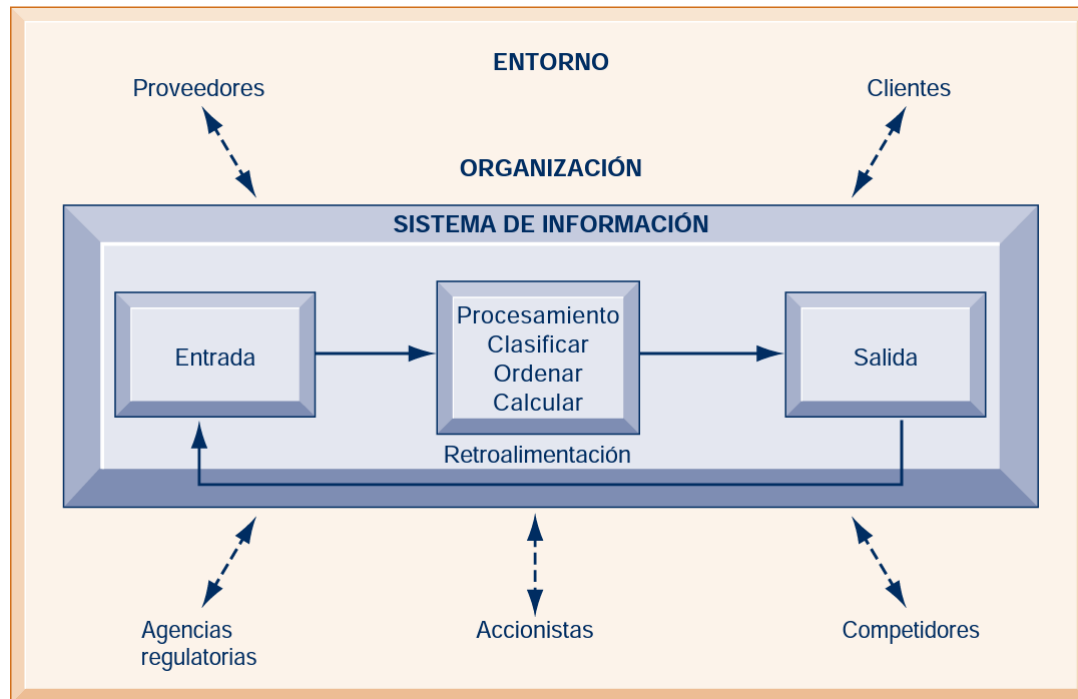 ENTORNO
Proveedores
Clientes
ORGANIZACIÓN
SISTEMA DE INFORMACIÓN
Entrada
Procesamiento
Clasificar
Ordenar
Calcular
Salida
Retroalimentación
Agencias
regulatorias
Accionistas
Competidores